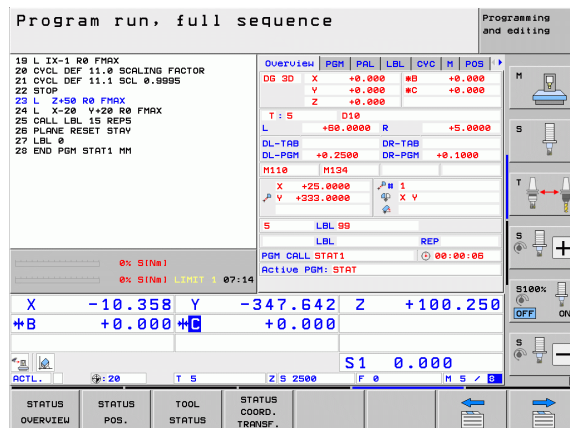 Program run, full sequence
Programming and editing
19 L IX-1 R0 FMAX
20 CYCL DEF 11.0 SCALING FACTOR
21 CYCL DEF 11.1 SCL 0.9995
22 STOP
23 L Z+50 R0 FMAX
24 L X-20 Y+20 R0 FMAX
25 CALL LBL 15 REP5
26 PLANE RESET STAY
27 LBL 0
28 END PGM STAT1 MM
0% S[Nm]
0% S[Nm] LIMIT 1 07:14
Overview PGM PAL LBL CYC M POS
DG 3D X +0.000 *B +0.000
Y +0.000 *C +0.000
Z +0.000
T : 5 D10
L +60.0000 R +5.0000
DL-TAB DR-TAB
DL-PGM +0.2500 DR-PGM +0.1000
M110 M134
X +25.0000 # 1
Y +333.0000 X Y
5 LBL 99
LBL REP
PGM CALL STAT1 00:00:06
Active PGM: STAT
X -10.358 Y -347.642 Z +100.250
*B +0.000 *C +0.000
S1 0.000
ACTL. :20 T 5 Z S 2500 F 0 M 5 / 8
M
S
T
S
S100%
OFF ON
S
STATUS OVERVIEW
STATUS POS.
TOOL STATUS
STATUS COORD. TRANSF.